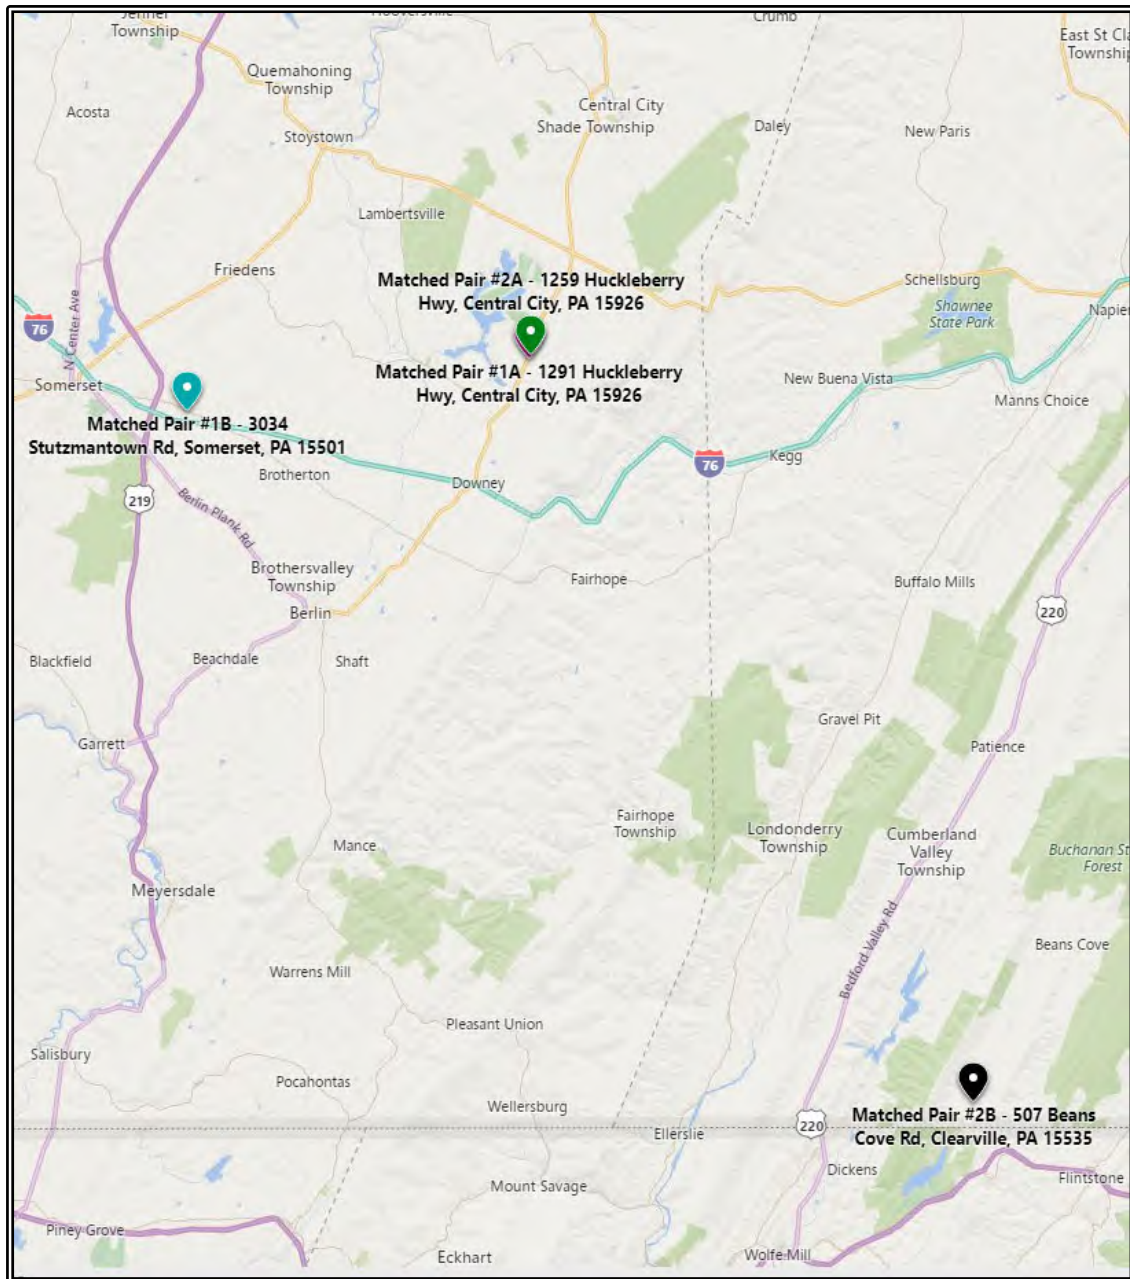 Jenner
Township
Hooversville
Crumb
East St Cla
Township
Quemahoning
Township
Acosta
Central City
Shade Township
Daley
New Paris
Stoystown
Lambertsville
Friedens
Matched Pair #2A - 1259 Huckleberry
Hwy, Central City, PA 15926
Schellsburg
Shawnee
State Park
Napier
76
N Center Ave
Somerset
Matched Pair #1A - 1291 Huckleberry
Hwy, Central City, PA 15926
New Buena Vista
Manns Choice
Matched Pair #1B - 3034
Stutzmantown Rd, Somerset, PA 15501
Brotherton
Downey
76
Kegg
219
Berlin Plank Rd
Brothersvalley
Township
Fairhope
Buffalo Mills
Berlin
220
Blackfield
Beachdale
Shaft
Gravel Pit
Garrett
Patience
Fairhope
Township
Londonderry
Township
Cumberland
Valley
Township
Mance
Buchanan St
Forest
Meyersdale
Bedford Valley Rd
Beans Cove
Warrens Mill
Pleasant Union
Salisbury
Pocahontas
Wellersburg
Matched Pair #2B - 507 Beans
Cove Rd, Clearville, PA 15535
220
Ellerslie
Dickens
Flintstone
Mount Savage
Piney Grove
Eckhart
Wolfe Mill